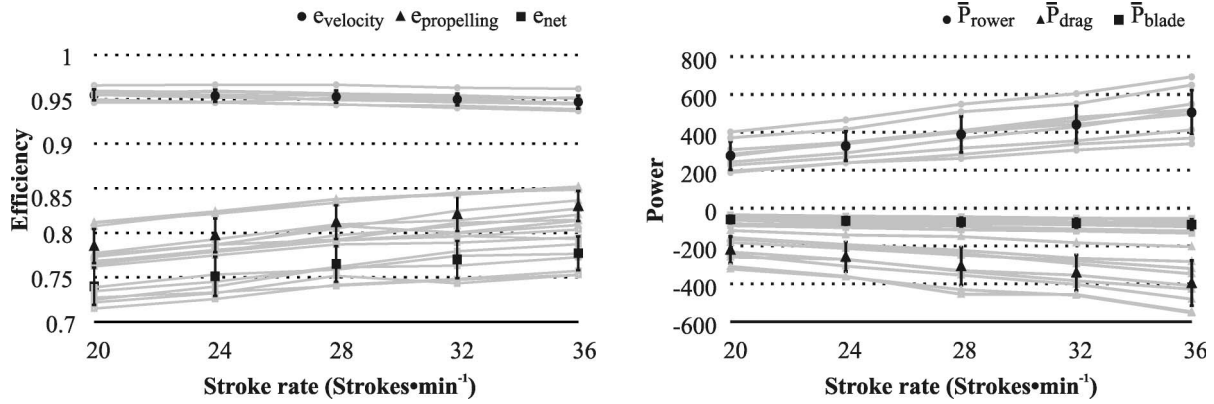 e_velocity e_propelling e_net
1
0.95
0.9
0.85
0.8
0.75
0.7
Efficiency
20 24 28 32 36
Stroke rate (Strokes•min⁻¹)
P̄_rower P̄_drag P̄_blade
800
600
400
200
0
-200
-400
-600
Power
20 24 28 32 36
Stroke rate (Strokes•min⁻¹)